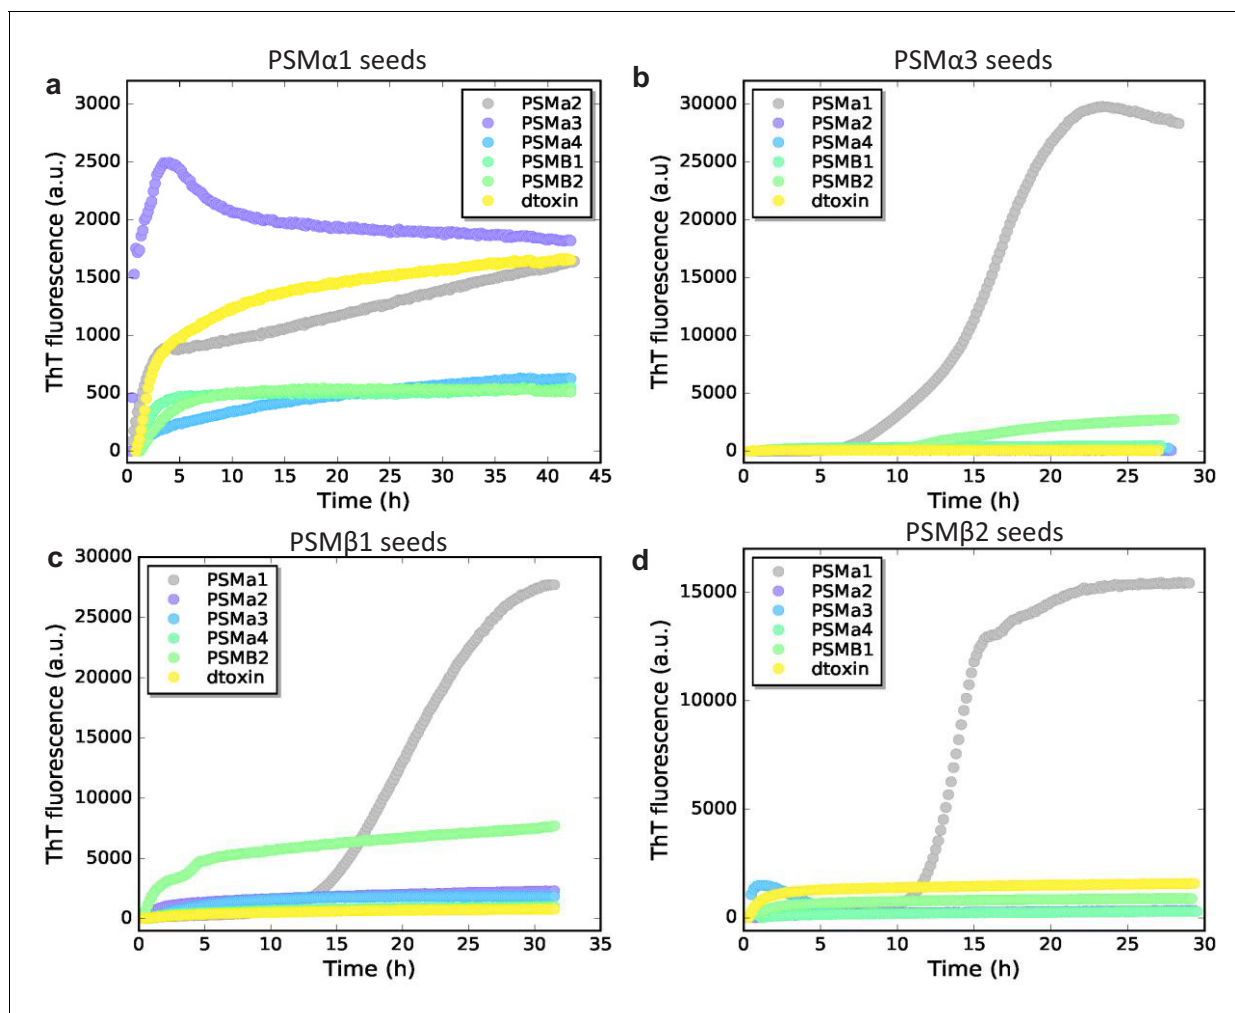 PSMα1 seeds
a
3000
2500
2000
1500
1000
500
0
ThT fluorescence (a.u.)
PSMa2
PSMa3
PSMa4
PSMB1
PSMB2
dtoxin
0 5 10 15 20 25 30 35 40 45
Time (h)
PSMα3 seeds
b
30000
25000
20000
15000
10000
5000
0
ThT fluorescence (a.u)
PSMa1
PSMa2
PSMa4
PSMB1
PSMB2
dtoxin
0 5 10 15 20 25 30
Time (h)
PSMβ1 seeds
c
30000
25000
20000
15000
10000
5000
0
ThT fluorescence (a.u.)
PSMa1
PSMa2
PSMa3
PSMa4
PSMB2
dtoxin
0 5 10 15 20 25 30 35
Time (h)
PSMβ2 seeds
d
15000
10000
5000
0
ThT fluorescence (a.u.)
PSMa1
PSMa2
PSMa3
PSMa4
PSMB1
dtoxin
0 5 10 15 20 25 30
Time (h)